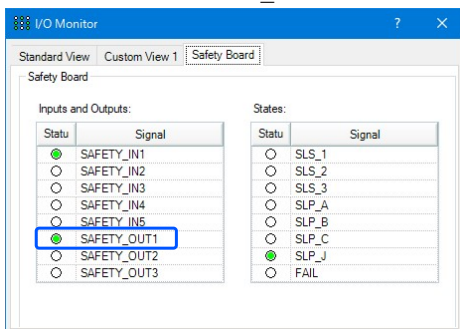 I/O Monitor ? ×
Standard View Custom View 1 Safety Board
Safety Board
Inputs and Outputs: States:
Statu Signal Statu Signal
SAFETY_IN1 SLS_1
SAFETY_IN2 SLS_2
SAFETY_IN3 SLS_3
SAFETY_IN4 SLP_A
SAFETY_IN5 SLP_B
SAFETY_OUT1 SLP_C
SAFETY_OUT2 SLP_J
SAFETY_OUT3 FAIL